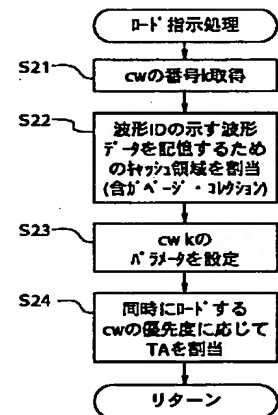 ロード指示処理
S21
cwの番号k取得
S22
波形IDの示す波形
データを記憶するため
のキャッシュ領域を割当
(含ガベージ・コレクション)
S23
cw kの
パラメータを設定
S24
同時にロードする
cwの優先度に応じて
TAを割当
リターン